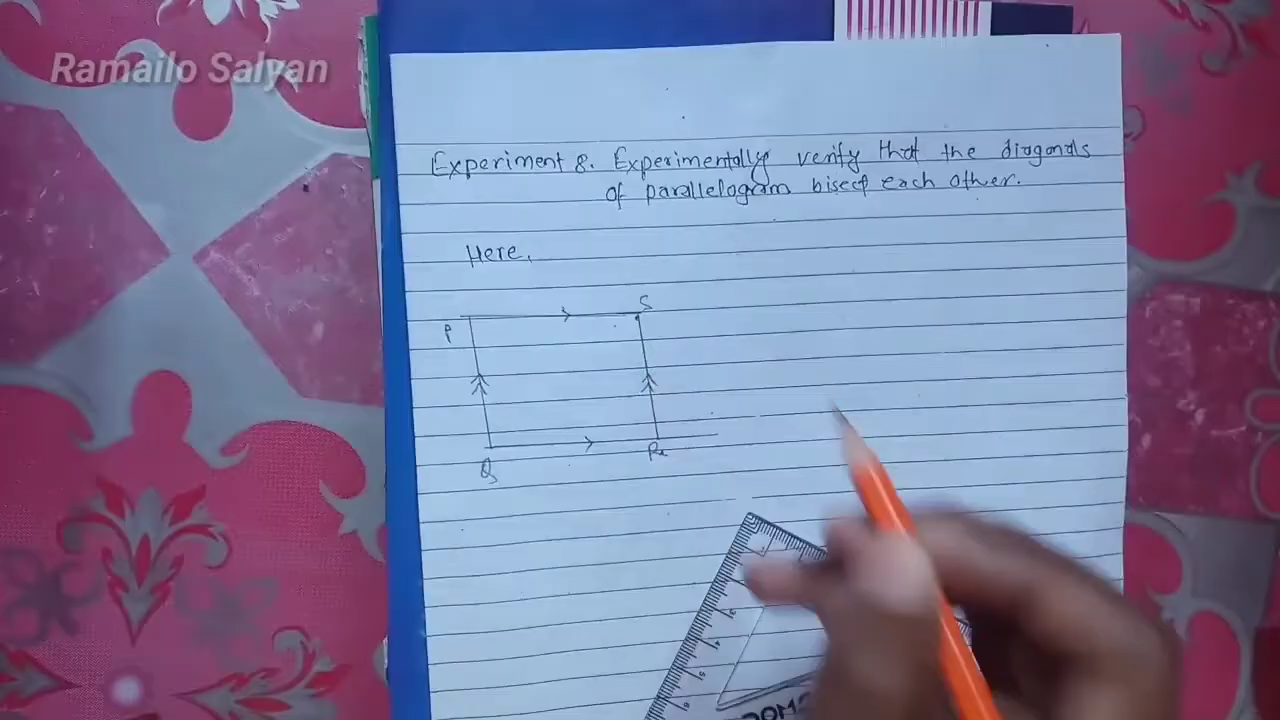 Ramailo Salyan
Experiment 8. Experimentally verify that the diagonals
of parallelogram bisect each other.
Here,
S
P
Q
R